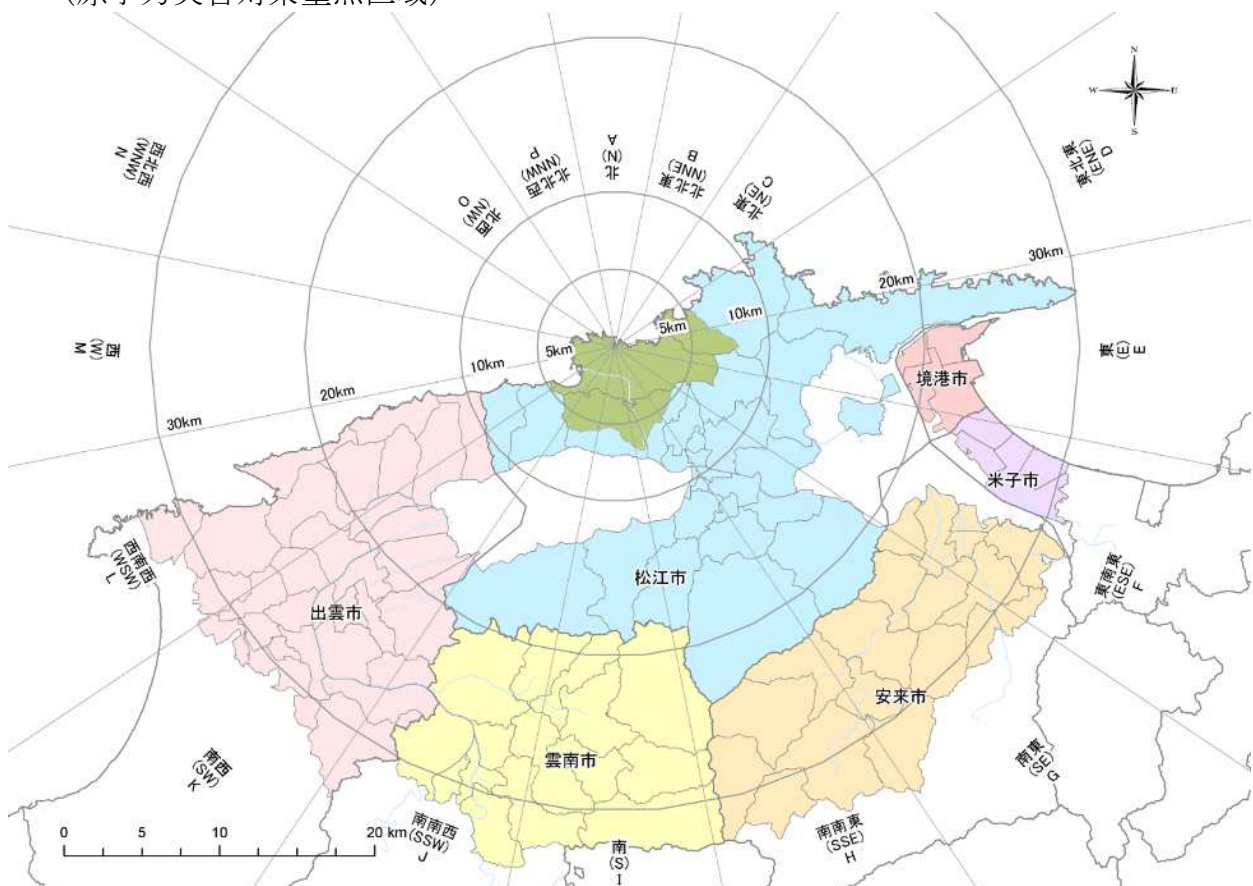 (原子力災害対策重点区域)
N
W
E
S
北
(N)
A
北北東
(NNE)
B
北東
(NE)
C
東北東
(ENE)
D
東
(E)
E
東南東
(ESE)
F
南東
(SE)
G
南南東
(SSE)
H
南
(S)
I
南南西
(SSW)
J
南西
(SW)
K
西南西
(WSW)
L
西
(W)
M
西北西
(WNW)
N
北西
(NW)
O
北北西
(NNW)
P
30km
20km
10km
5km
5km
10km
20km
30km
境港市
米子市
松江市
出雲市
安来市
雲南市
0 5 10 20 km